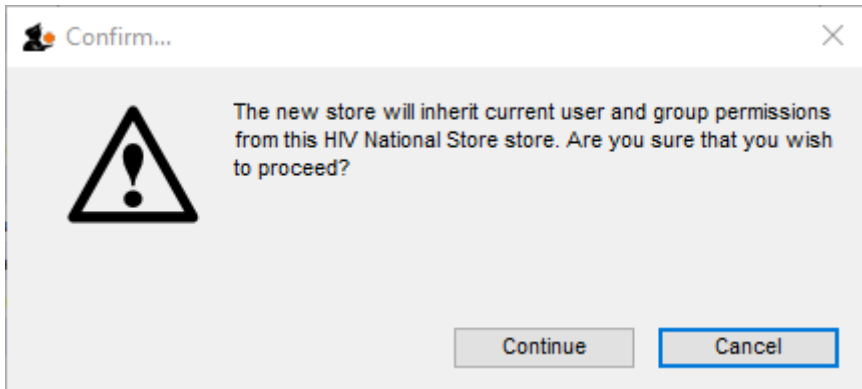 Confirm...
The new store will inherit current user and group permissions
from this HIV National Store store. Are you sure that you wish
to proceed?
Continue
Cancel